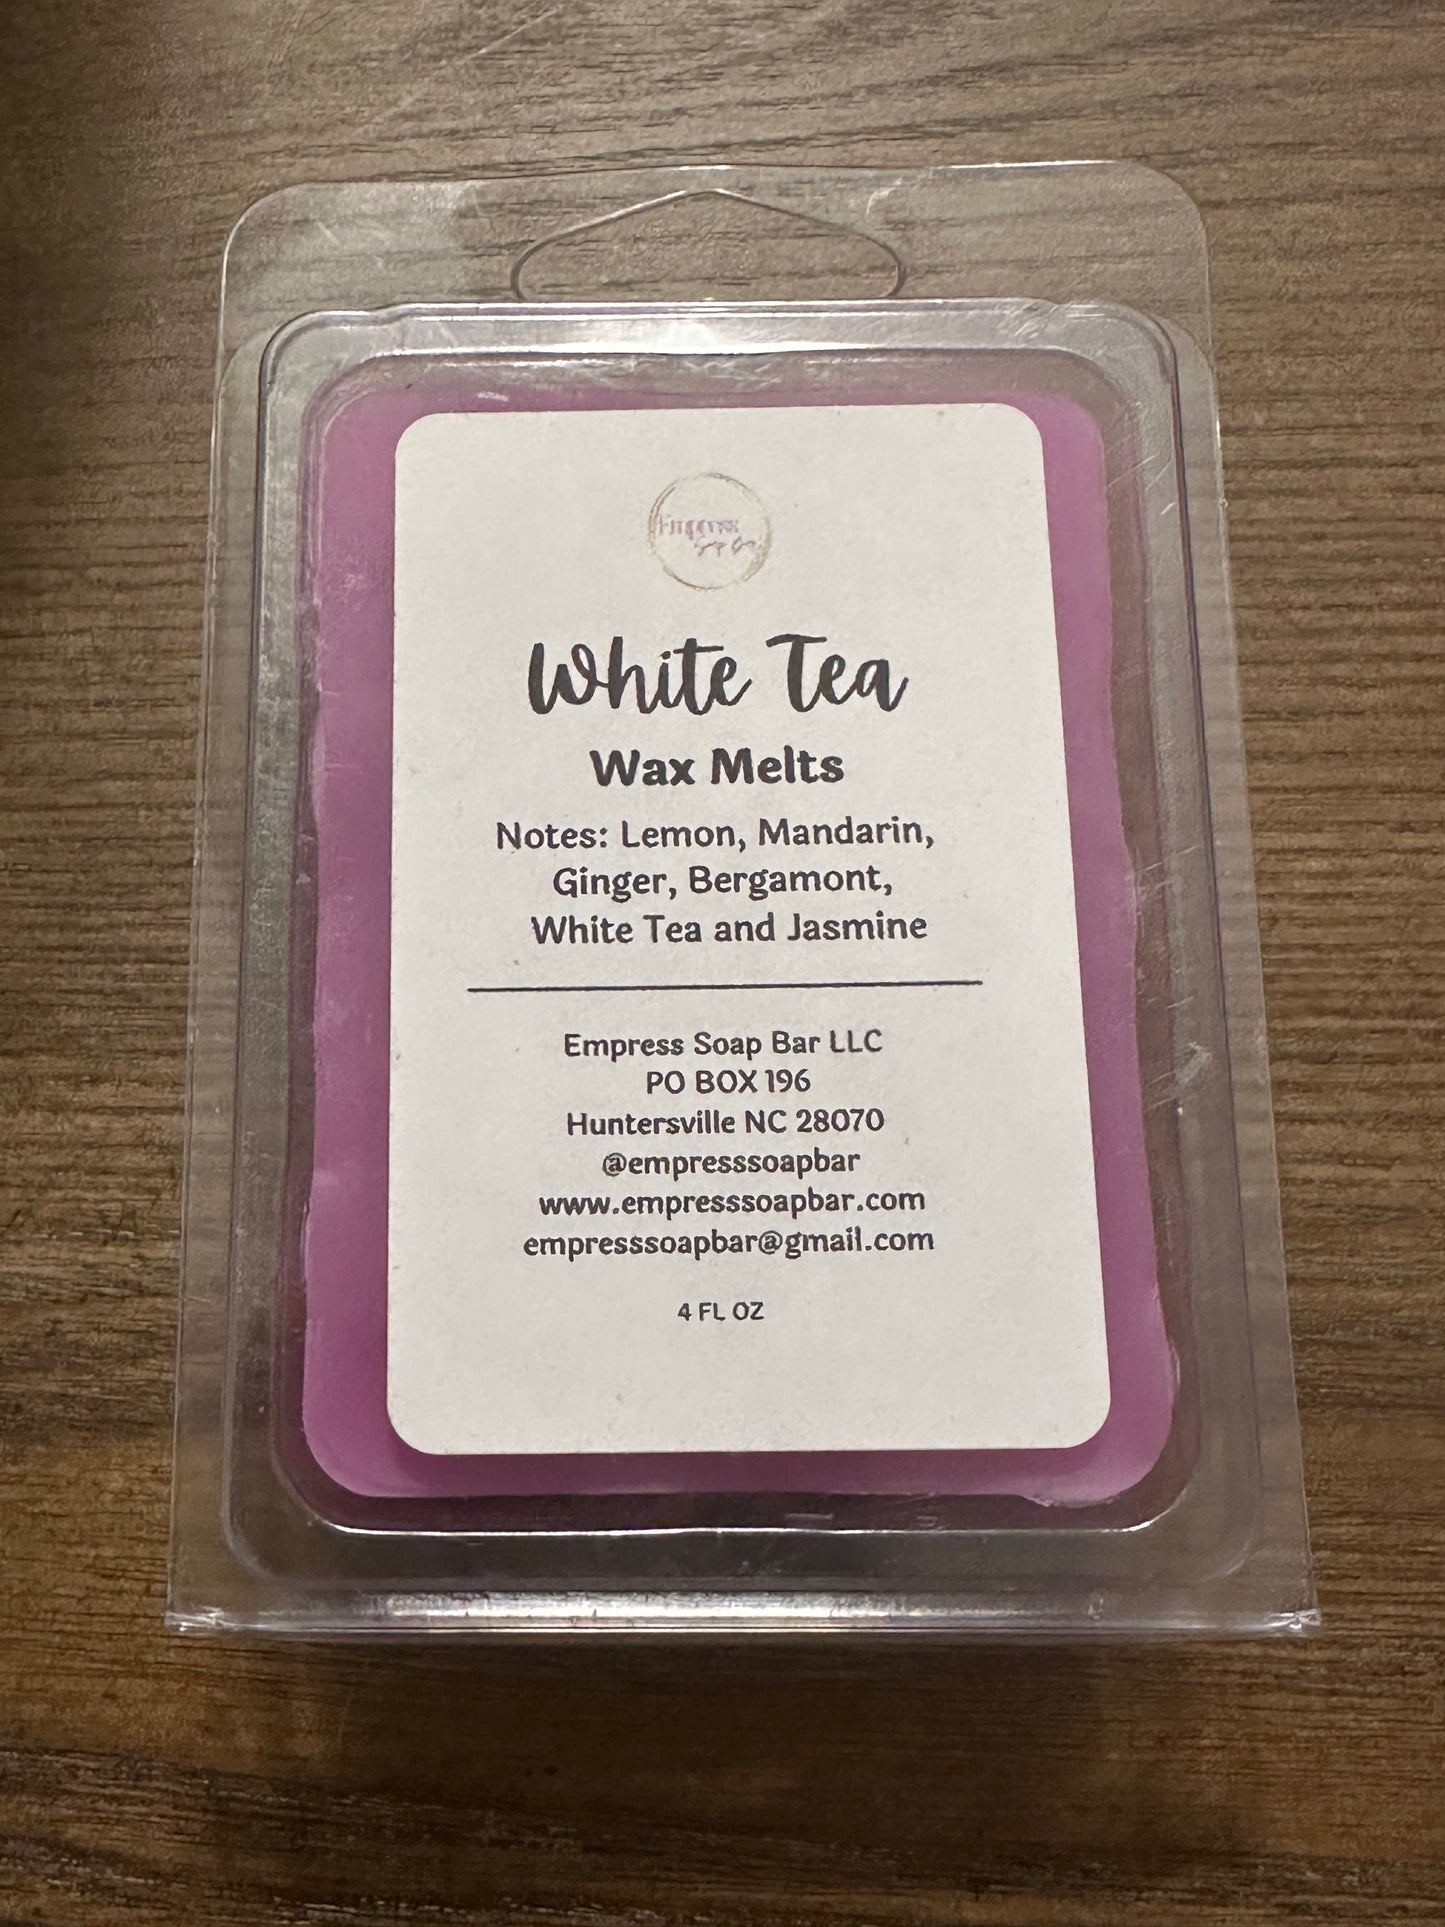 Empress
White Tea
Wax Melts
Notes: Lemon, Mandarin,
Ginger, Bergamont,
White Tea and Jasmine
Empress Soap Bar LLC
PO BOX 196
Huntersville NC 28070
@empresssoapbar
www.empresssoapbar.com
empresssoapbar@gmail.com
4 FL OZ